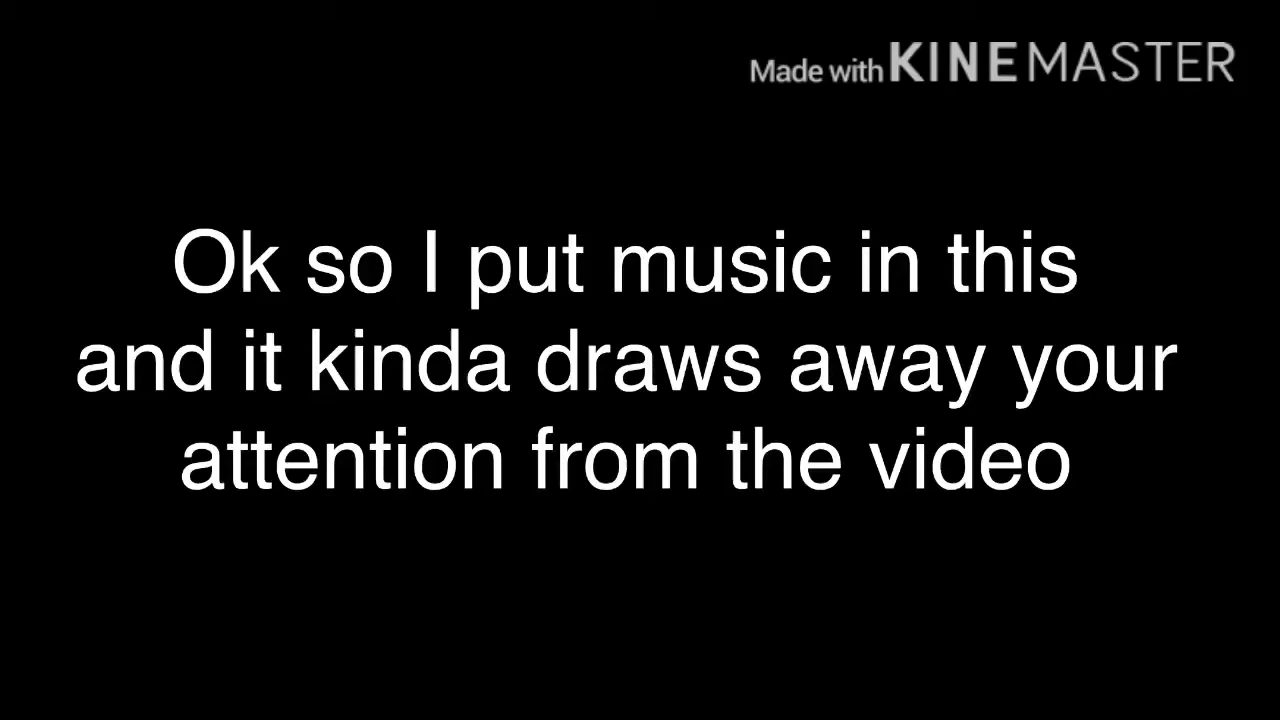 Made with KINEMASTER
Ok so I put music in this
and it kinda draws away your
attention from the video